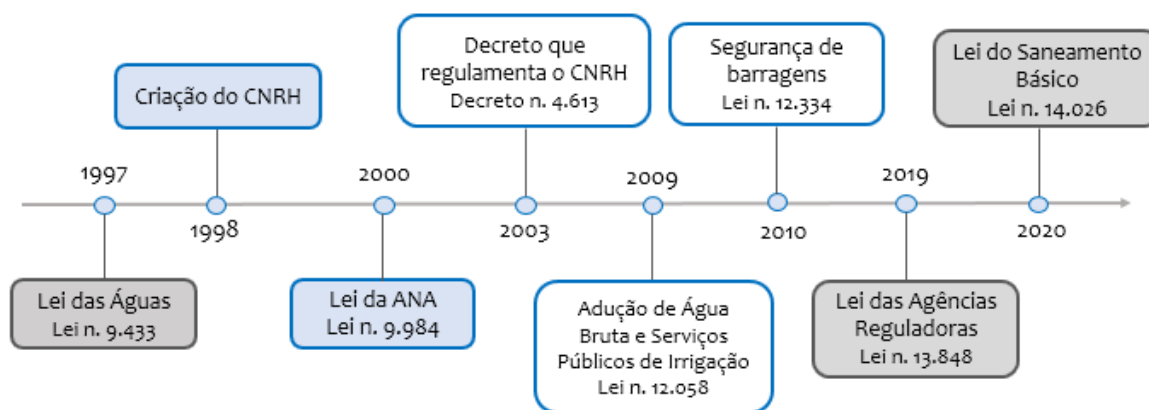 Criação do CNRH
Decreto que
regulamenta o CNRH
Decreto n. 4.613
Segurança de
barragens
Lei n. 12.334
Lei do Saneamento
Básico
Lei n. 14.026
1997
2000
2009
2019
1998
2003
2010
2020
Lei das Águas
Lei n. 9.433
Lei da ANA
Lei n. 9.984
Adução de Água
Bruta e Serviços
Públicos de Irrigação
Lei n. 12.058
Lei das Agências
Reguladoras
Lei n. 13.848